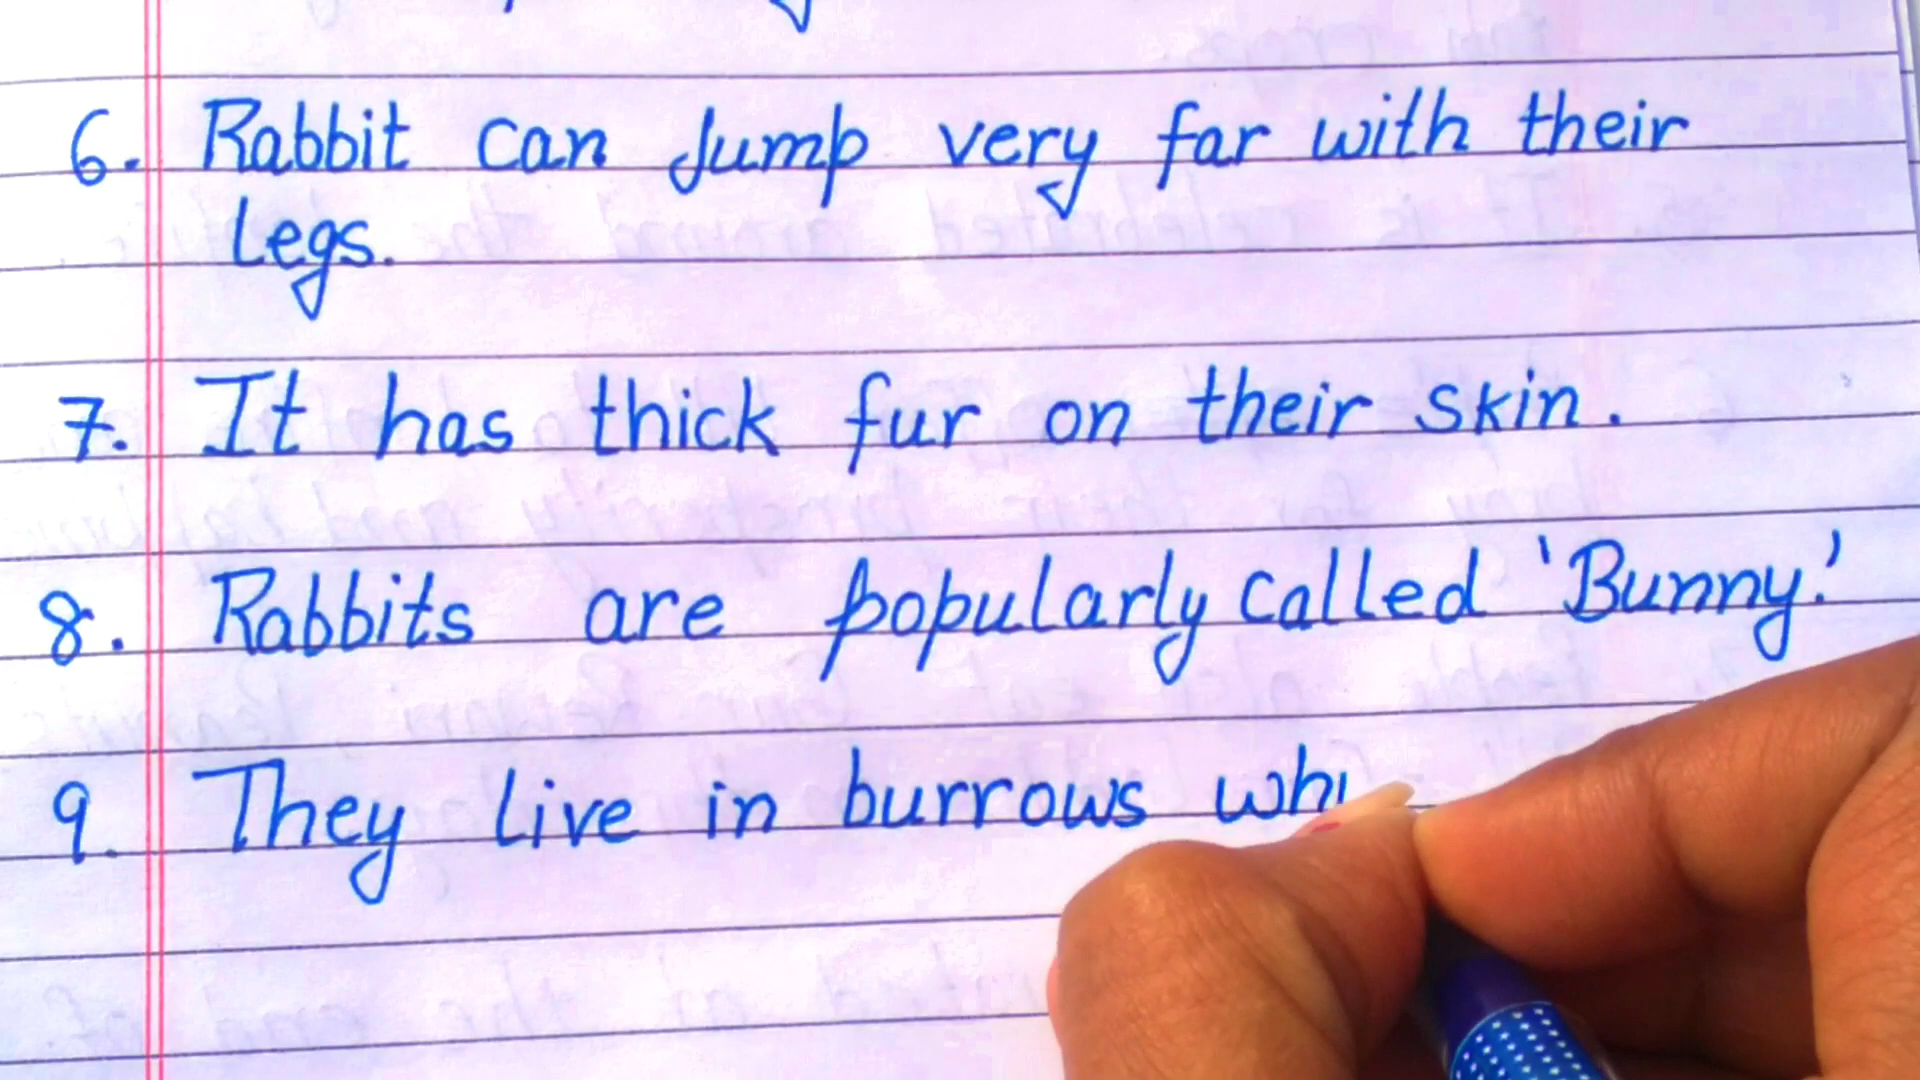 6. Rabbit can Jump very far with their
Legs.
7. It has thick fur on their skin.
8. Rabbits are popularly called 'Bunny.'
9. They live in burrows whi